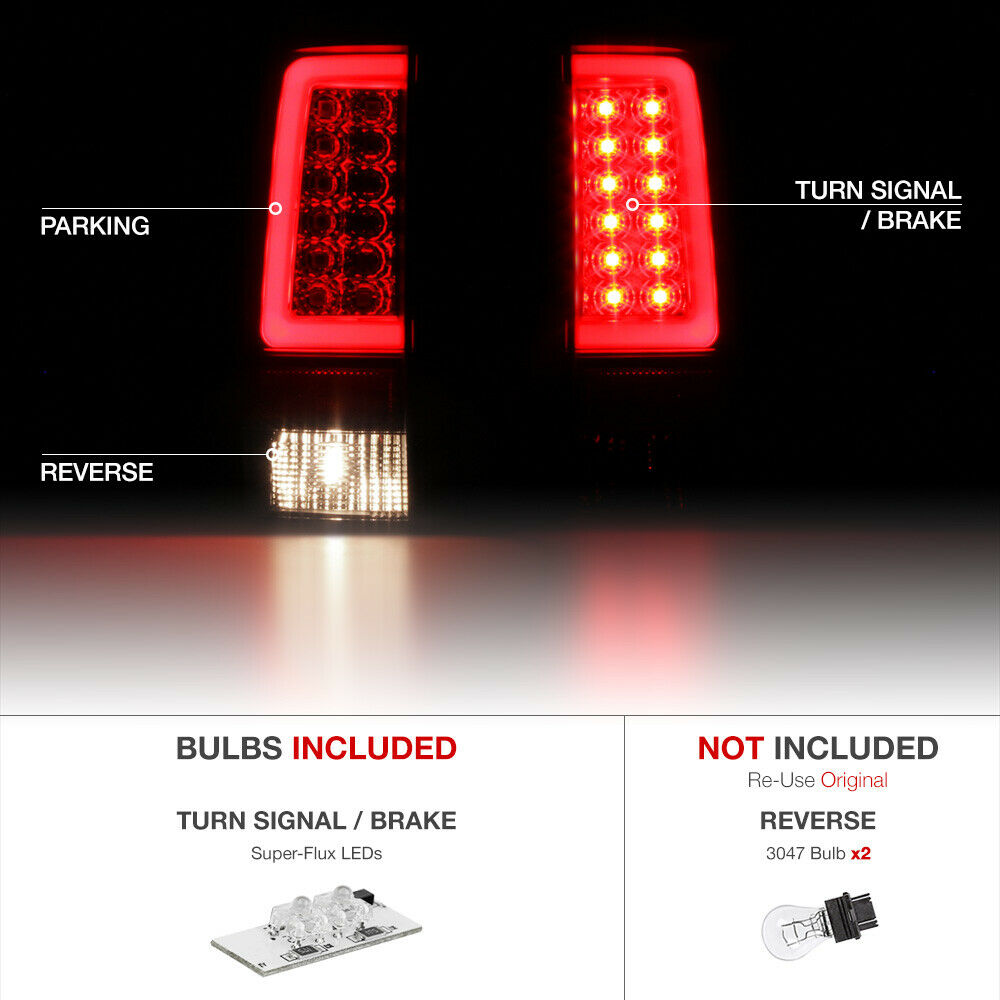 PARKING
TURN SIGNAL
/ BRAKE
REVERSE
BULBS INCLUDED
TURN SIGNAL / BRAKE
Super-Flux LEDs
NOT INCLUDED
Re-Use Original
REVERSE
3047 Bulb x2